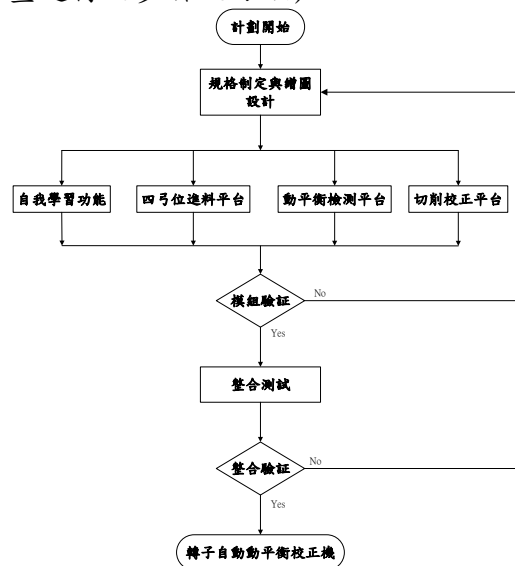 計劃開始
規格制定與繪圖
設計
自我學習功能
四弓位進料平台
動平衡檢測平台
切削校正平台
模組驗証
No
Yes
整合測試
整合驗証
No
Yes
轉子自動動平衡校正機